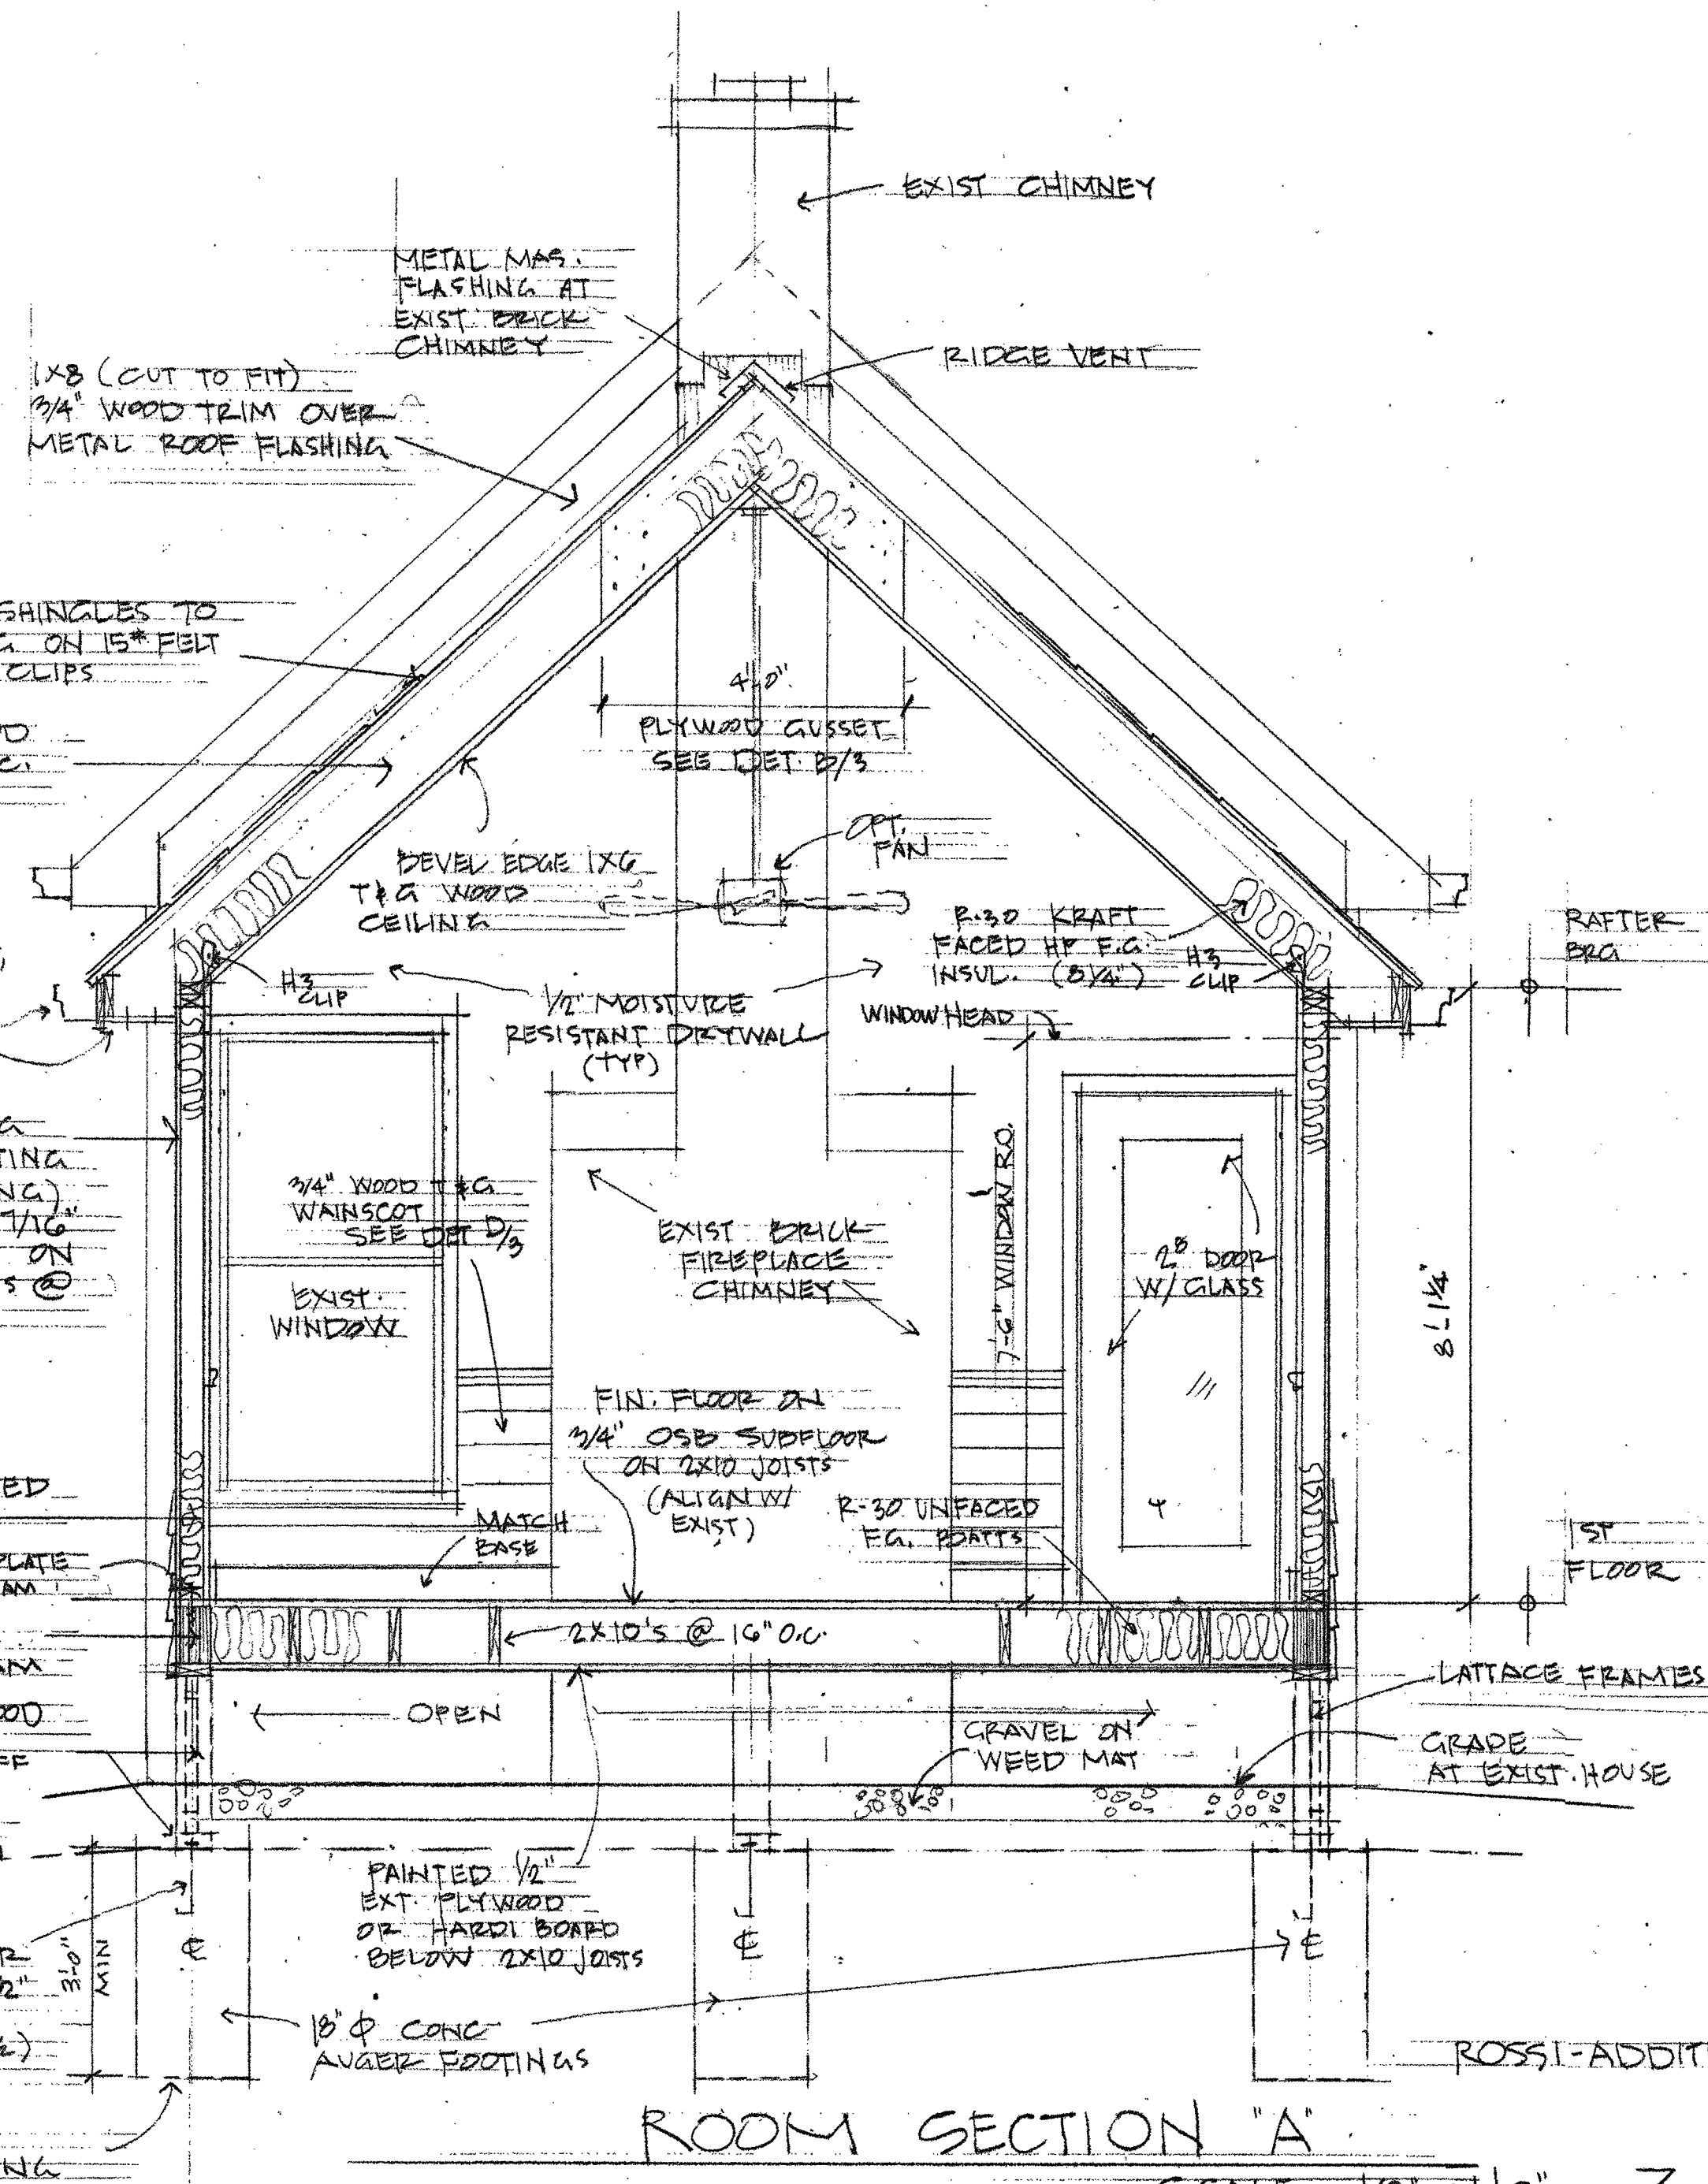 EXIST CHIMNEY
METAL MAS.
FLASHING AT
EXIST. BRICK
CHIMNEY
RIDGE VENT
1X8 (CUT TO FIT)
3/4" WOOD TRIM OVER
METAL ROOF FLASHING
SHINGLES TO
ON 15# FELT
CLIPS
4'-0"
PLYWOOD GUSSET
SEE DET. B/3
OPT.
FAN
BEVEL EDGE 1X6
T&G WOOD
CEILING
R-30 KRAFT
FACED HP F.G.
INSUL. (8 1/4")
H3
CLIP
H3
CLIP
RAFTER
BRG
1/2" MOISTURE
RESISTANT DRYWALL
(TYP)
WINDOW HEAD
3/4" WOOD T&G
WAINSCOT
SEE DET D/3
7/16"
ON
@
EXIST BRICK
FIREPLACE
CHIMNEY
7'-6" WINDOW R.O.
2⁸ DOOR
W/ GLASS
8'-1 1/4"
EXIST.
WINDOW
FIN. FLOOR ON
3/4" OSB SUBFLOOR
ON 2X10 JOISTS
(ALIGN W/
EXIST)
MATCH
BASE
R-30 UNFACED
F.G. BATTS
1ST
FLOOR
PLATE
2X10'S @ 16" O.C.
LATTACE FRAMES
OPEN
GRAVEL ON
WEED MAT
GRADE
AT EXIST. HOUSE
PAINTED 1/2"
EXT. PLYWOOD
OR HARDI BOARD
BELOW 2X10 JOISTS
3'-0"
MIN
℄
℄
℄
18" Φ CONC
AUGER FOOTINGS
ROSSI-ADDIT
ROOM SECTION "A"